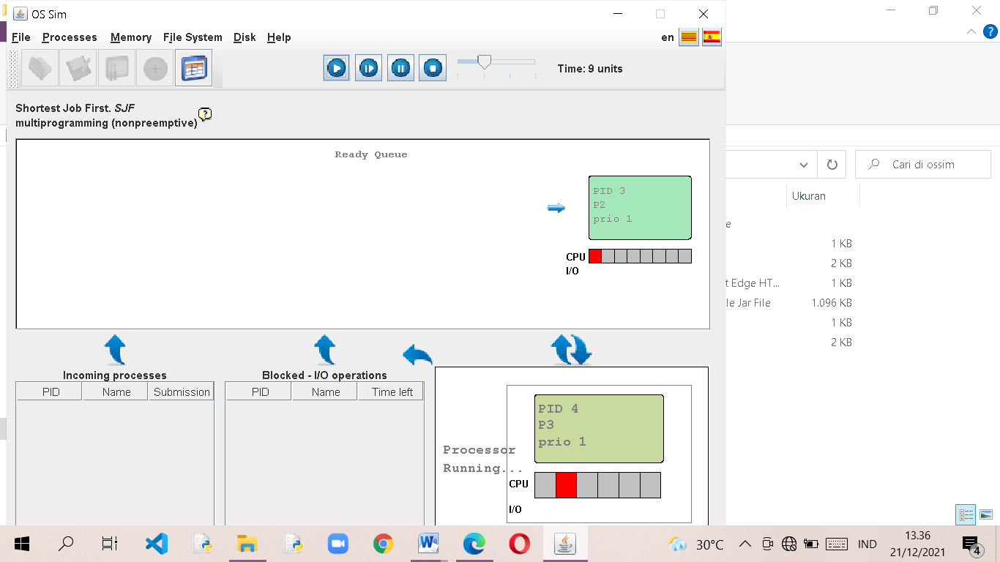 OS Sim
File Processes Memory File System Disk Help
en
Time: 9 units
Shortest Job First. SJF
multiprogramming (nonpreemptive)
?
Ready Queue
PID 3
P2
prio 1
CPU
I/O
Incoming processes
PID Name Submission
Blocked - I/O operations
PID Name Time left
PID 4
P3
prio 1
Processor
Running...
CPU
I/O
?
Cari di ossim
Ukuran
e
1 KB
2 KB
t Edge HT... 1 KB
le Jar File 1.096 KB
1 KB
2 KB
30°C
IND
13.36
21/12/2021
4